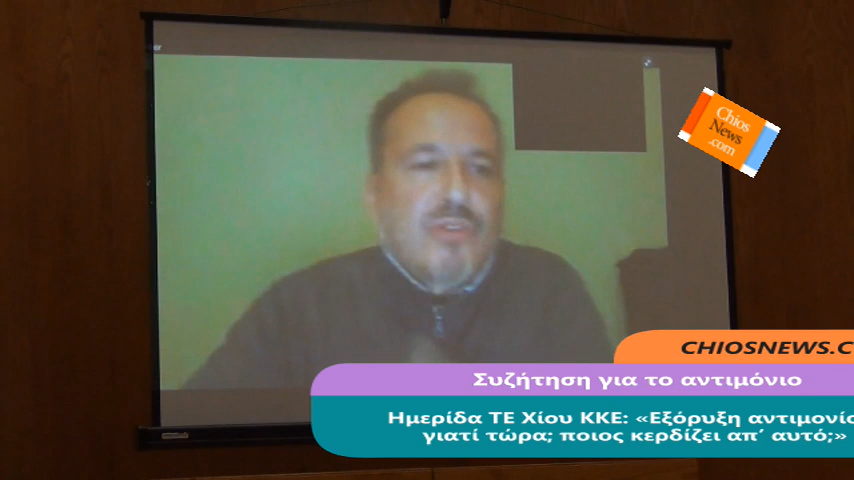 Chios
News
.com
CHIOSNEWS.C
Συζήτηση για το αντιμόνιο
Ημερίδα ΤΕ Χίου ΚΚΕ: «Εξόρυξη αντιμονίο
γιατί τώρα; ποιος κερδίζει απ΄ αυτό;»